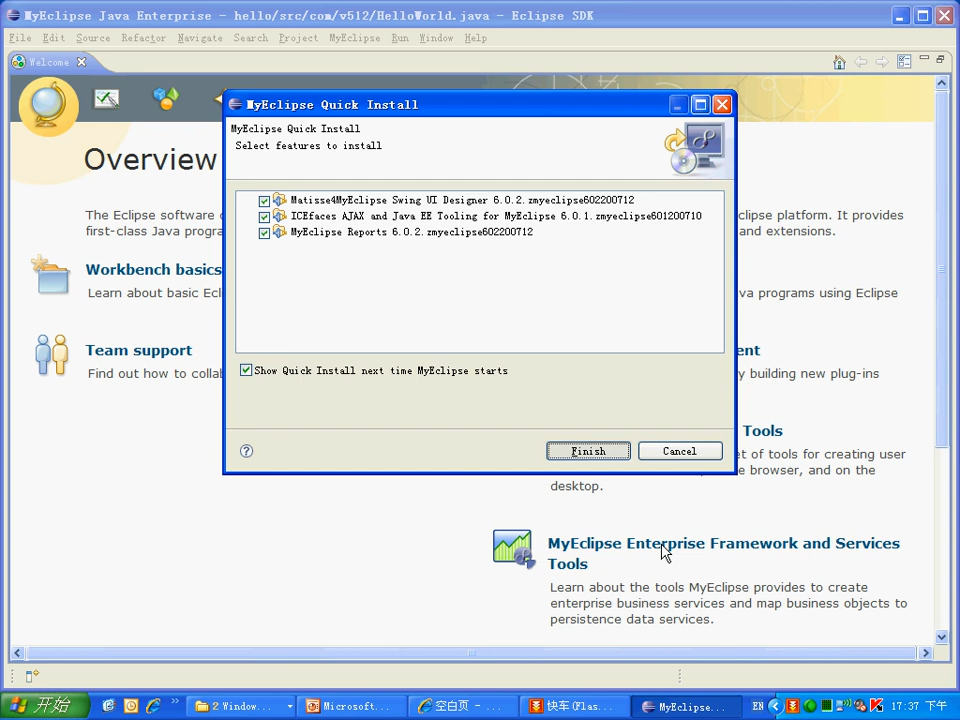 MyEclipse Java Enterprise - hello/src/com/v512/HelloWorld.java - Eclipse SDK
File Edit Source Refactor Navigate Search Project MyEclipse Run Window Help
Welcome
MyEclipse Quick Install
MyEclipse Quick Install
Select features to install
Overview
The Eclipse software
clipse platform. It provides
first-class Java progra
and extensions.
Matisse4MyEclipse Swing UI Designer 6.0.2.zmyeclipse602200712
ICEfaces AJAX and Java EE Tooling for MyEclipse 6.0.1.zmyeclipse601200710
MyEclipse Reports 6.0.2.zmyeclipse602200712
Workbench basics
Learn about basic Ecl
va programs using Eclipse
Team support
ent
Find out how to collab
y building new plug-ins
Show Quick Install next time MyEclipse starts
Finish Cancel
Tools
et of tools for creating user
e browser, and on the
desktop.
MyEclipse Enterprise Framework and Services
Tools
Learn about the tools MyEclipse provides to create
enterprise business services and map business objects to
persistence data services.
开始 2 Window... Microsoft... 空白页 - ... 快车(Flas... MyEclipse... EN 17:37 下午